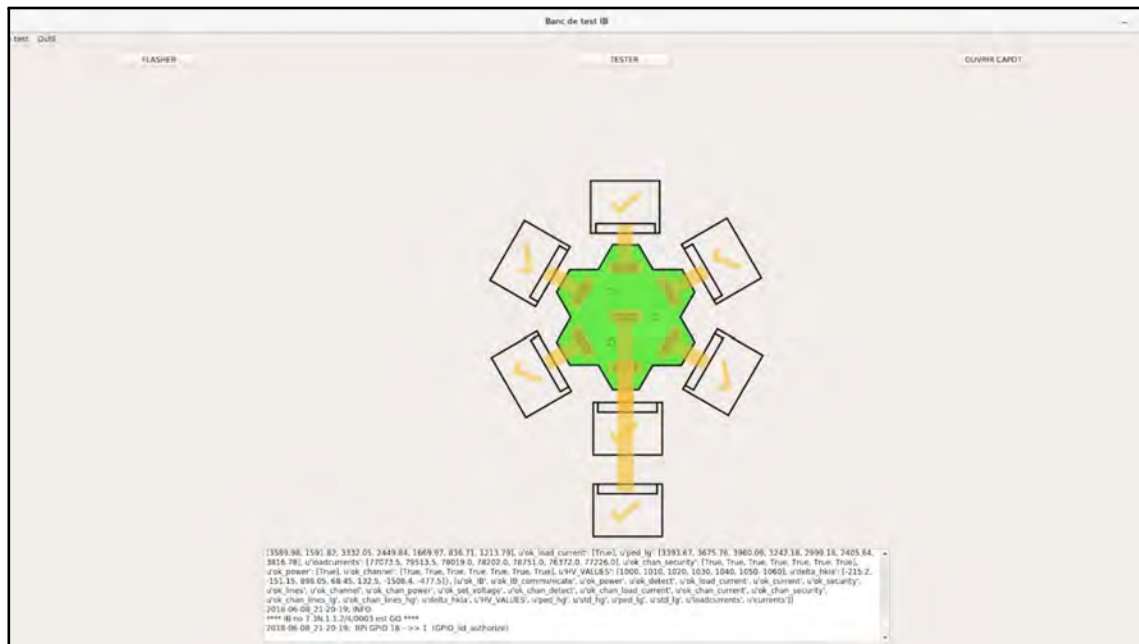 Banc de test IB
test Outil
FLASHER TESTER OUVRIR CAPOT
[3589.98, 1591.82, 3332.05, 2449.84, 1669.97, 836.71, 1213.79], u'ok_load_current': [True], u'ped_lg': [3393.67, 3675.76, 3960.06, 3242.18, 2999.18, 2405.64,
3816.78], u'loadcurrents': [77073.5, 79513.5, 78019.0, 78202.0, 78751.0, 76372.0, 77226.0], u'ok_chan_security': [True, True, True, True, True, True, True],
u'ok_power': [True], u'ok_channel': [True, True, True, True, True, True, True], u'HV_VALUES': [1000, 1010, 1020, 1030, 1040, 1050, 1060], u'delta_hkia': [-215.2,
-151.15, 898.05, 68.45, 132.5, -1508.4, -477.5]}, [u'ok_IB', u'ok_IB_communicate', u'ok_power', u'ok_detect', u'ok_load_current', u'ok_current', u'ok_security',
u'ok_lines', u'ok_channel', u'ok_chan_power', u'ok_set_voltage', u'ok_chan_detect', u'ok_chan_load_current', u'ok_chan_current', u'ok_chan_security',
u'ok_chan_lines_lg', u'ok_chan_lines_hg', u'delta_hkia', u'HV_VALUES', u'ped_hg', u'std_hg', u'ped_lg', u'std_lg', u'loadcurrents', u'currents']]
2018-06-08_21-20-19; INFO
**** IB no 7.3N.1.1.2/4/0003 est GO ****
2018-06-08_21-20-19; RPi GPIO 18 - >> 1 (GPIO_lid_authorize)